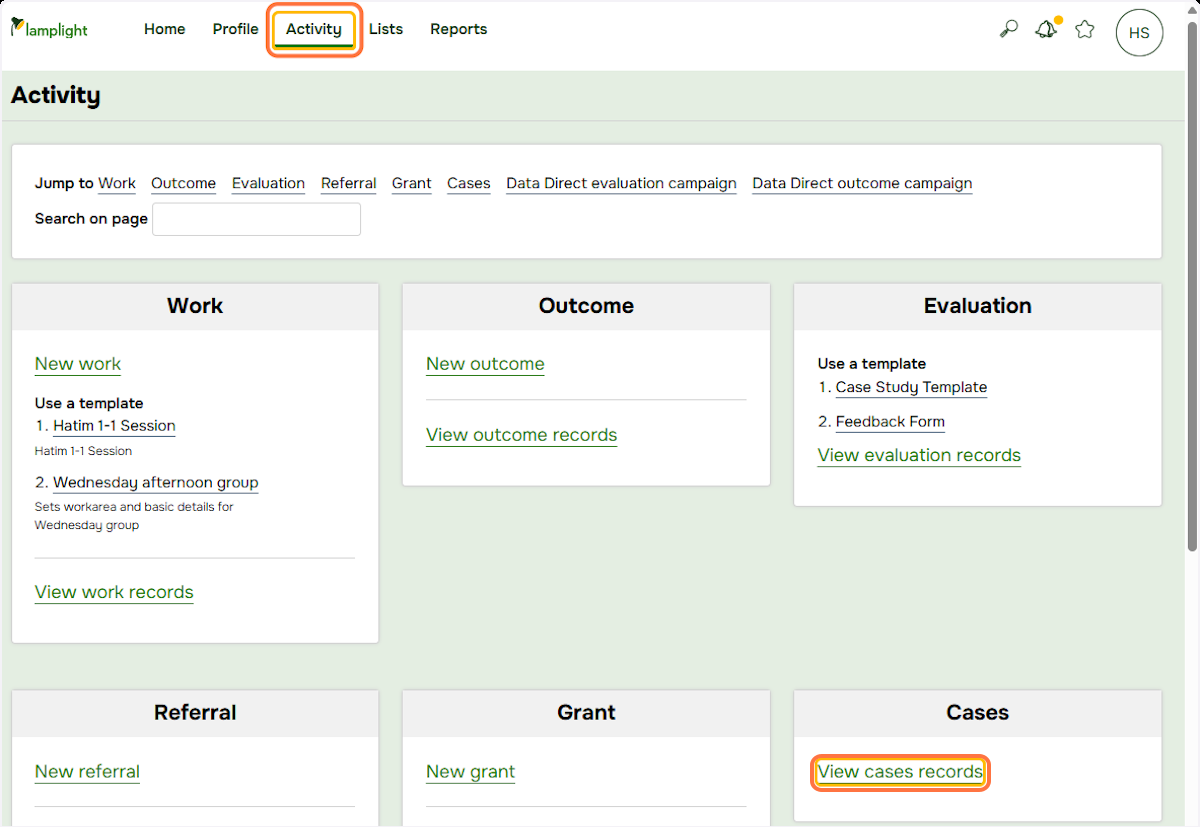 lamplight Home Profile Activity Lists Reports HS
Activity
Jump to Work Outcome Evaluation Referral Grant Cases Data Direct evaluation campaign Data Direct outcome campaign
Search on page
Work
New work
Use a template
1. Hatim 1-1 Session
Hatim 1-1 Session
2. Wednesday afternoon group
Sets workarea and basic details for
Wednesday group
View work records
Outcome
New outcome
View outcome records
Evaluation
Use a template
1. Case Study Template
2. Feedback Form
View evaluation records
Referral
New referral
Grant
New grant
Cases
View cases records